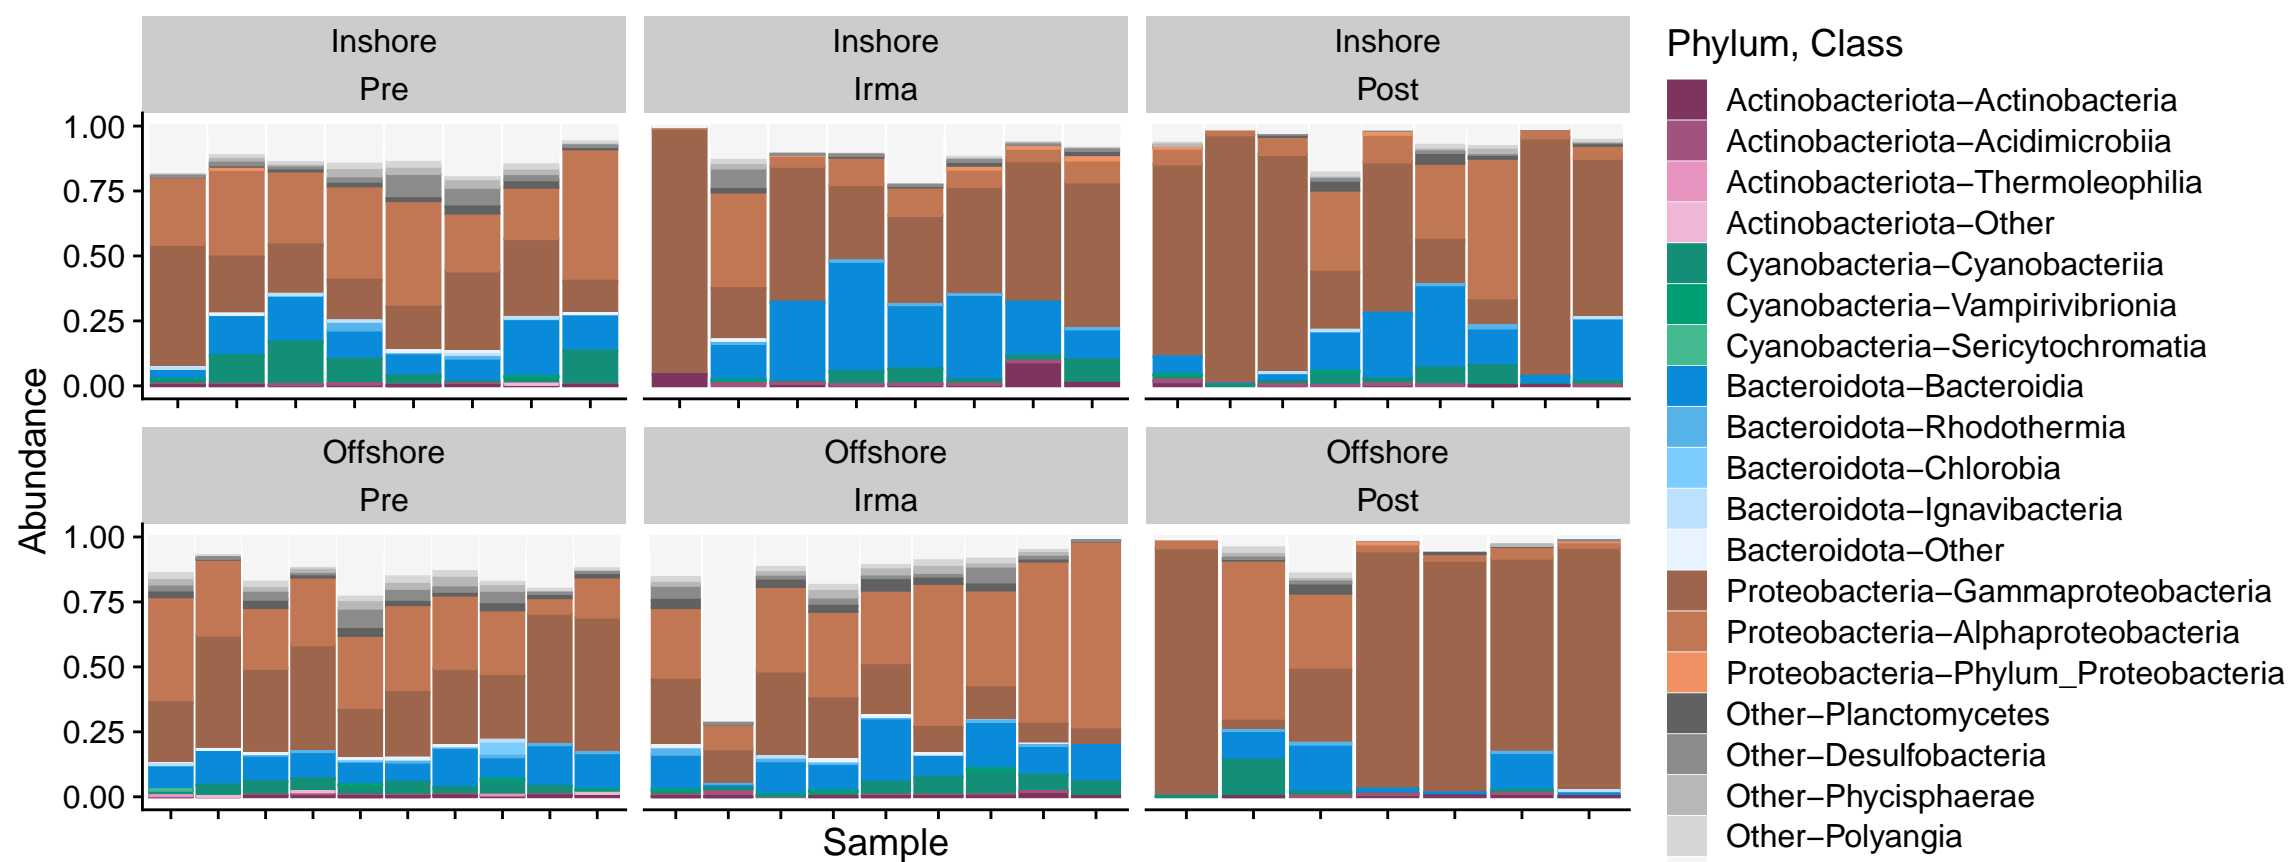 Inshore
Pre
Inshore
Irma
Inshore
Post
1.00
0.75
0.50
0.25
0.00
Offshore
Pre
Offshore
Irma
Offshore
Post
1.00
0.75
0.50
0.25
0.00
Abundance
Sample
Phylum, Class
Actinobacteriota−Actinobacteria
Actinobacteriota−Acidimicrobiia
Actinobacteriota−Thermoleophilia
Actinobacteriota−Other
Cyanobacteria−Cyanobacteriia
Cyanobacteria−Vampirivibrionia
Cyanobacteria−Sericytochromatia
Bacteroidota−Bacteroidia
Bacteroidota−Rhodothermia
Bacteroidota−Chlorobia
Bacteroidota−Ignavibacteria
Bacteroidota−Other
Proteobacteria−Gammaproteobacteria
Proteobacteria−Alphaproteobacteria
Proteobacteria−Phylum_Proteobacteria
Other−Planctomycetes
Other−Desulfobacteria
Other−Phycisphaerae
Other−Polyangia